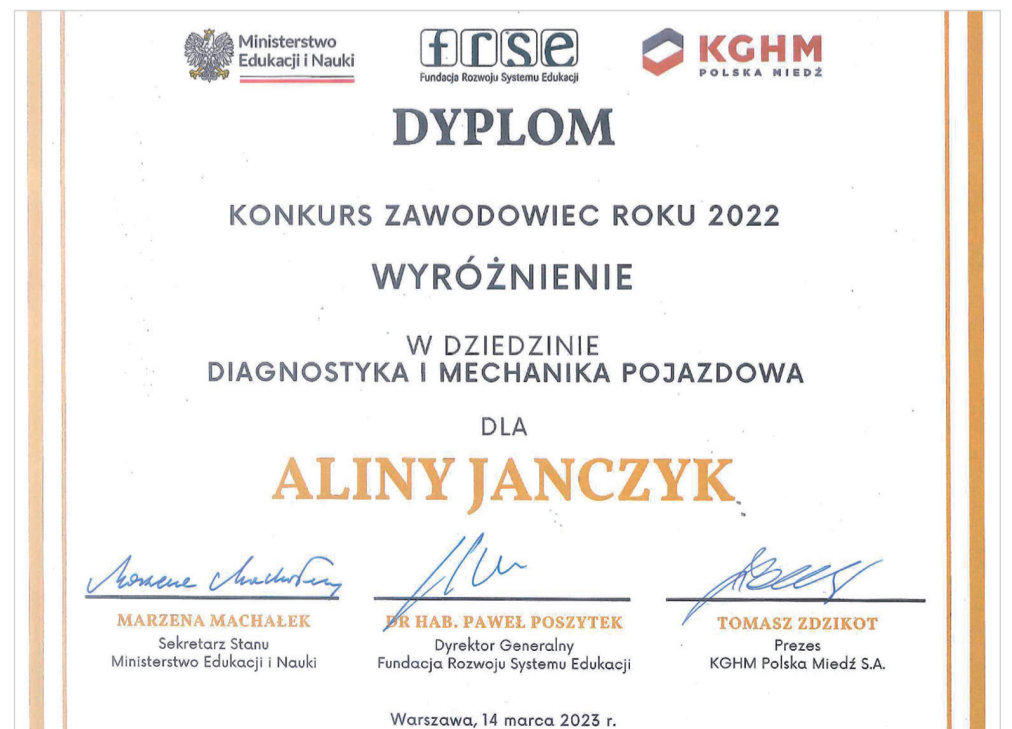 Ministerstwo
Edukacji i Nauki
frse
Fundacja Rozwoju Systemu Edukacji
KGHM
POLSKA MIEDŹ
DYPLOM
KONKURS ZAWODOWIEC ROKU 2022
WYRÓŻNIENIE
W DZIEDZINIE
DIAGNOSTYKA I MECHANIKA POJAZDOWA
DLA
ALINY JANCZYK
Marzena Machałek
MARZENA MACHAŁEK
Sekretarz Stanu
Ministerstwo Edukacji i Nauki
DR HAB. PAWEŁ POSZYTEK
Dyrektor Generalny
Fundacja Rozwoju Systemu Edukacji
TOMASZ ZDZIKOT
Prezes
KGHM Polska Miedź S.A.
Warszawa, 14 marca 2023 r.